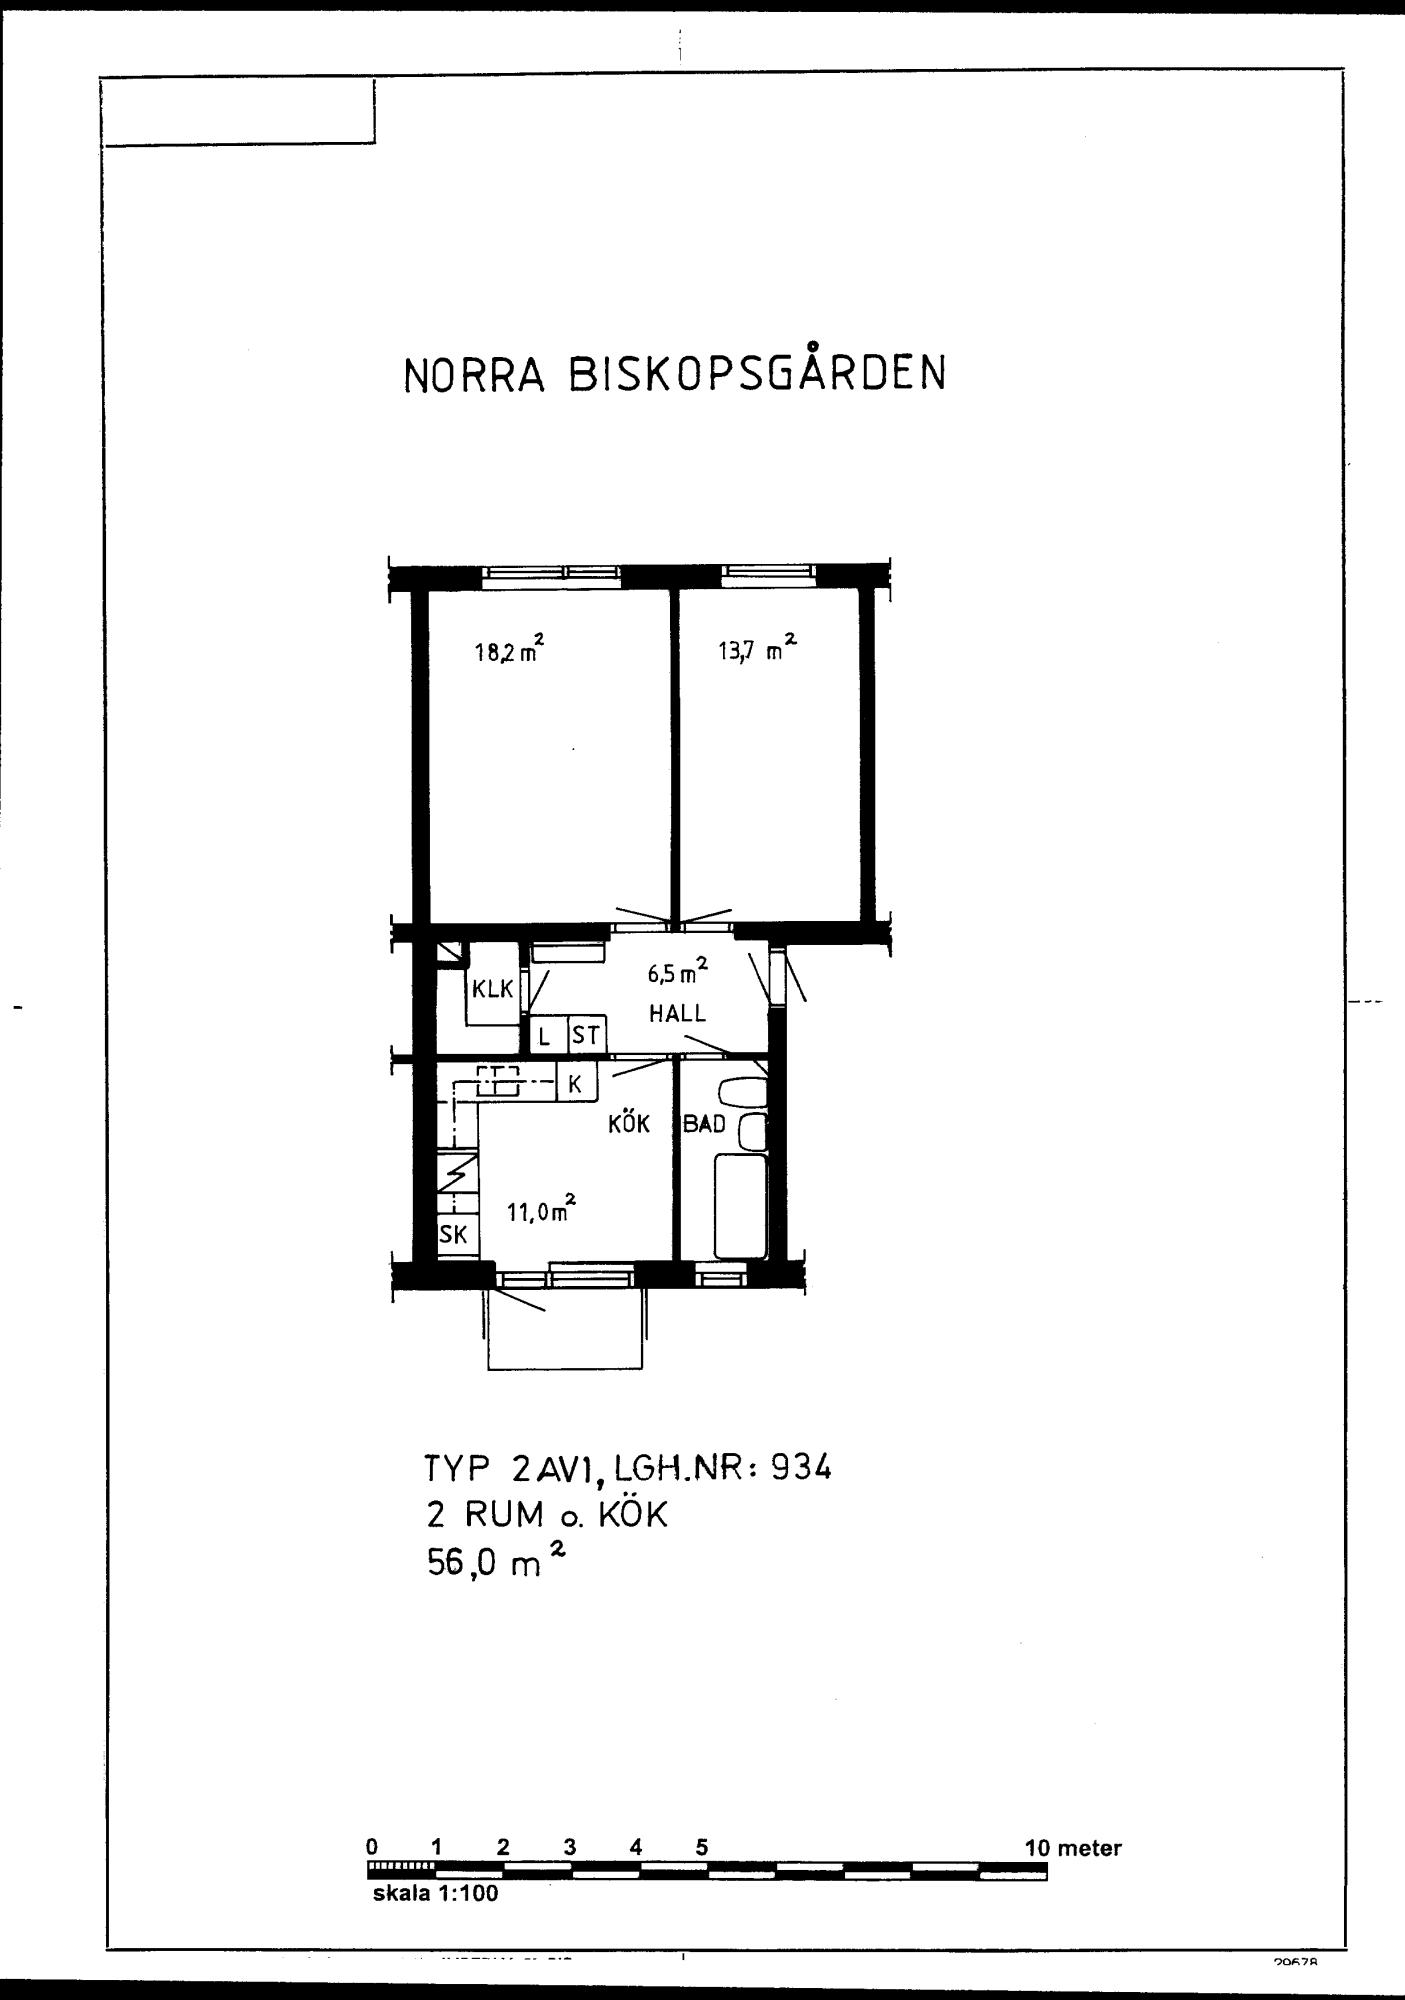 NORRA BISKOPSGÅRDEN
18,2 m²
13,7 m²
KLK
6,5 m²
HALL
L
ST
K
KÖK
BAD
11,0 m²
SK
TYP 2AV1, LGH.NR: 934
2 RUM o. KÖK
56,0 m²
0 1 2 3 4 5 10 meter
skala 1:100